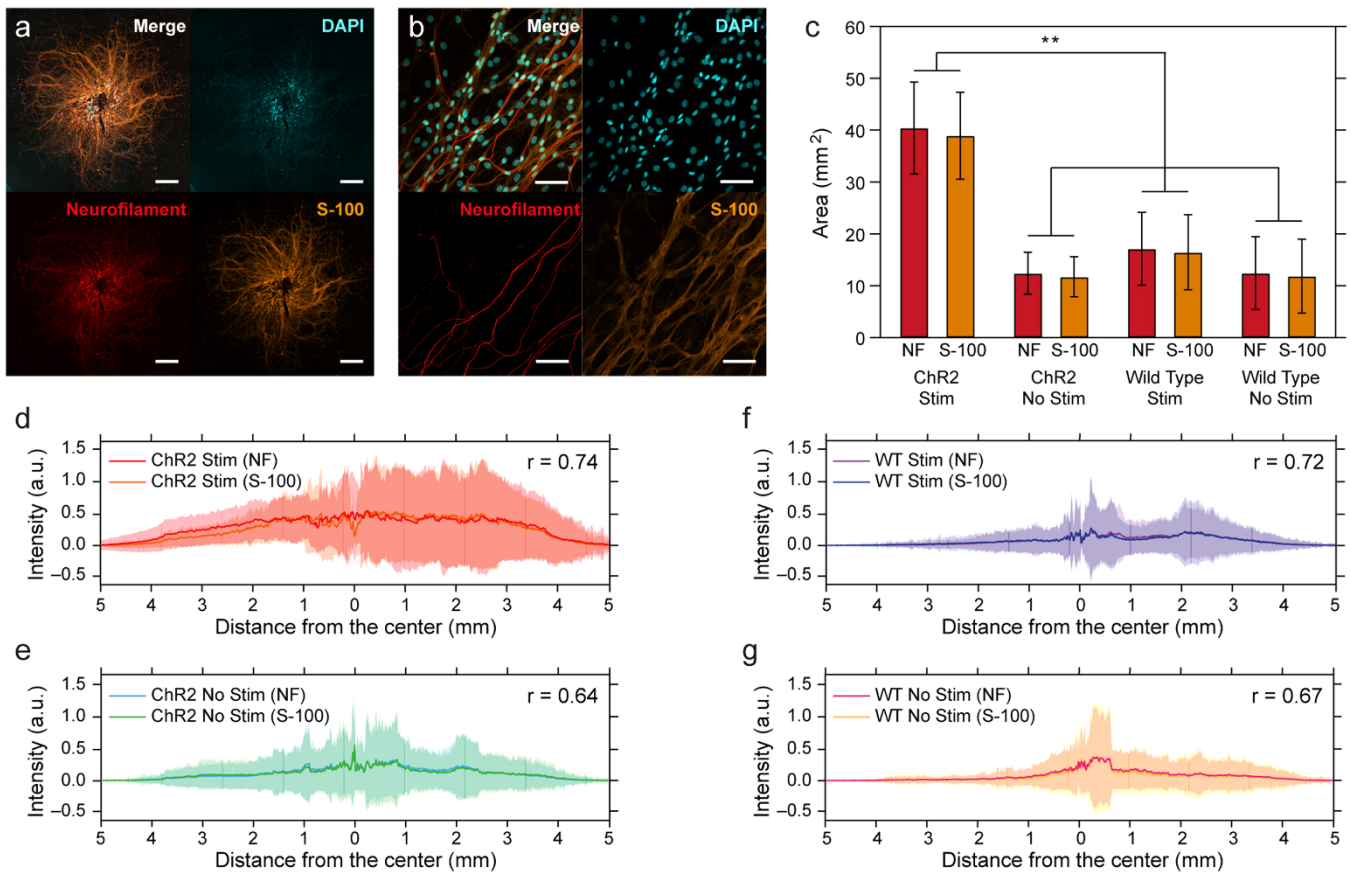 a
Merge
DAPI
Neurofilament
S-100
b
Merge
DAPI
Neurofilament
S-100
c
**
Area (mm²)
60
50
40
30
20
10
0
NF S-100 NF S-100 NF S-100 NF S-100
ChR2 ChR2 Wild Type Wild Type
Stim No Stim Stim No Stim
d
Intensity (a.u.)
1.5
1.0
0.5
0.0
–0.5
ChR2 Stim (NF)
ChR2 Stim (S-100)
r = 0.74
5 4 3 2 1 0 1 2 3 4 5
Distance from the center (mm)
f
Intensity (a.u.)
1.5
1.0
0.5
0.0
–0.5
WT Stim (NF)
WT Stim (S-100)
r = 0.72
5 4 3 2 1 0 1 2 3 4 5
Distance from the center (mm)
e
Intensity (a.u.)
1.5
1.0
0.5
0.0
–0.5
ChR2 No Stim (NF)
ChR2 No Stim (S-100)
r = 0.64
5 4 3 2 1 0 1 2 3 4 5
Distance from the center (mm)
g
Intensity (a.u.)
1.5
1.0
0.5
0.0
–0.5
WT No Stim (NF)
WT No Stim (S-100)
r = 0.67
5 4 3 2 1 0 1 2 3 4 5
Distance from the center (mm)